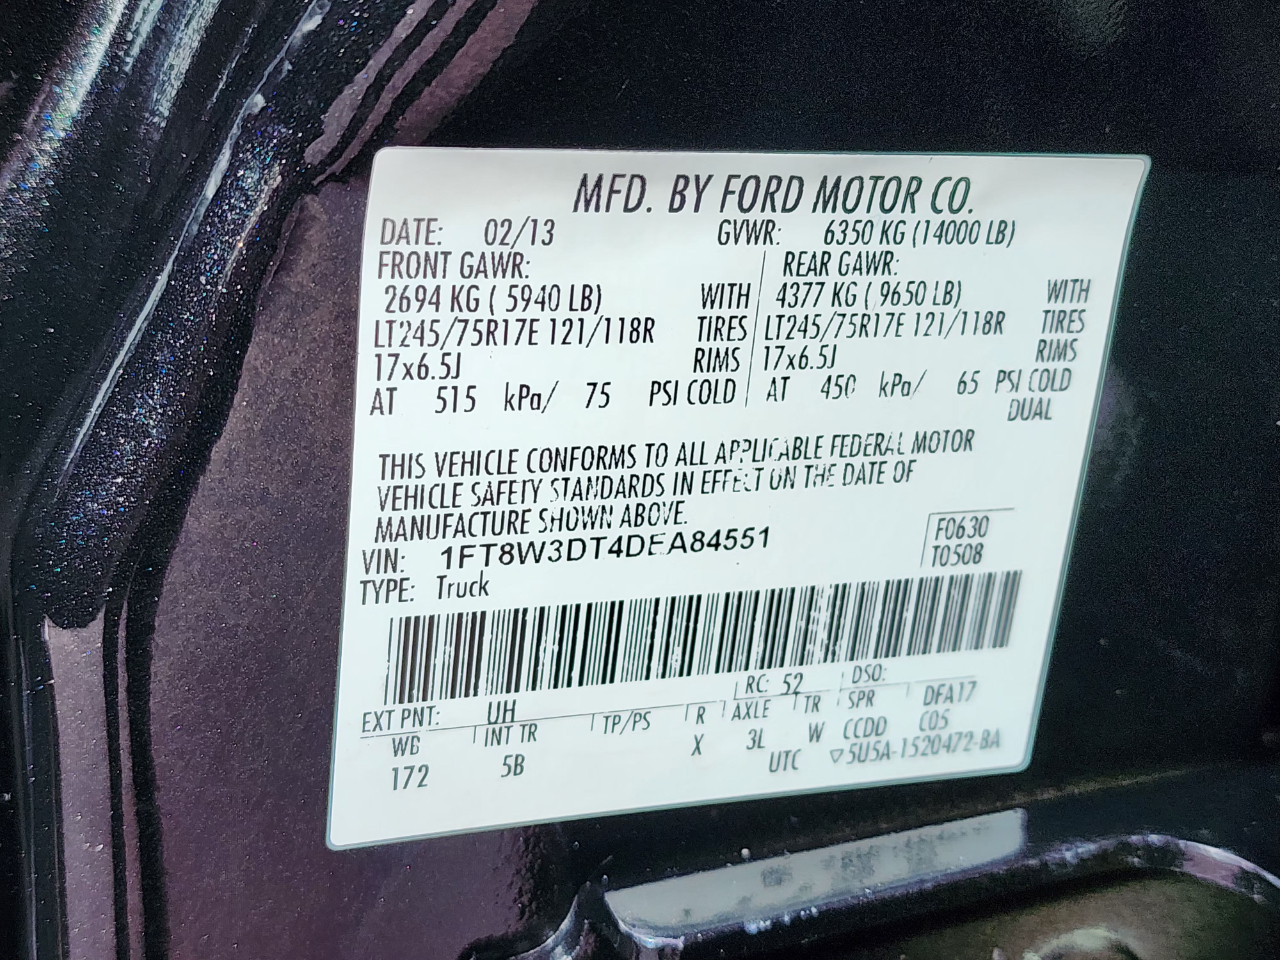 MFD. BY FORD MOTOR CO.
DATE: 02/13 GVWR: 6350 KG (14000 LB)
FRONT GAWR: REAR GAWR:
2694 KG ( 5940 LB) WITH 4377 KG ( 9650 LB) WITH
LT245/75R17E 121/118R TIRES LT245/75R17E 121/118R TIRES
17x6.5J RIMS 17x6.5J RIMS
AT 515 kPa/ 75 PSI COLD AT 450 kPa/ 65 PSI COLD
DUAL
THIS VEHICLE CONFORMS TO ALL APPLICABLE FEDERAL MOTOR
VEHICLE SAFETY STANDARDS IN EFFECT ON THE DATE OF
MANUFACTURE SHOWN ABOVE.
VIN: 1FT8W3DT4DEA84551 F0630
TYPE: Truck T0508
RC: 52 DSO:
EXT PNT: UH
WB INT TR TP/PS R AXLE TR SPR DFA17
172 5B X 3L W CCDD C05
UTC ▽5U5A-1520472-BA